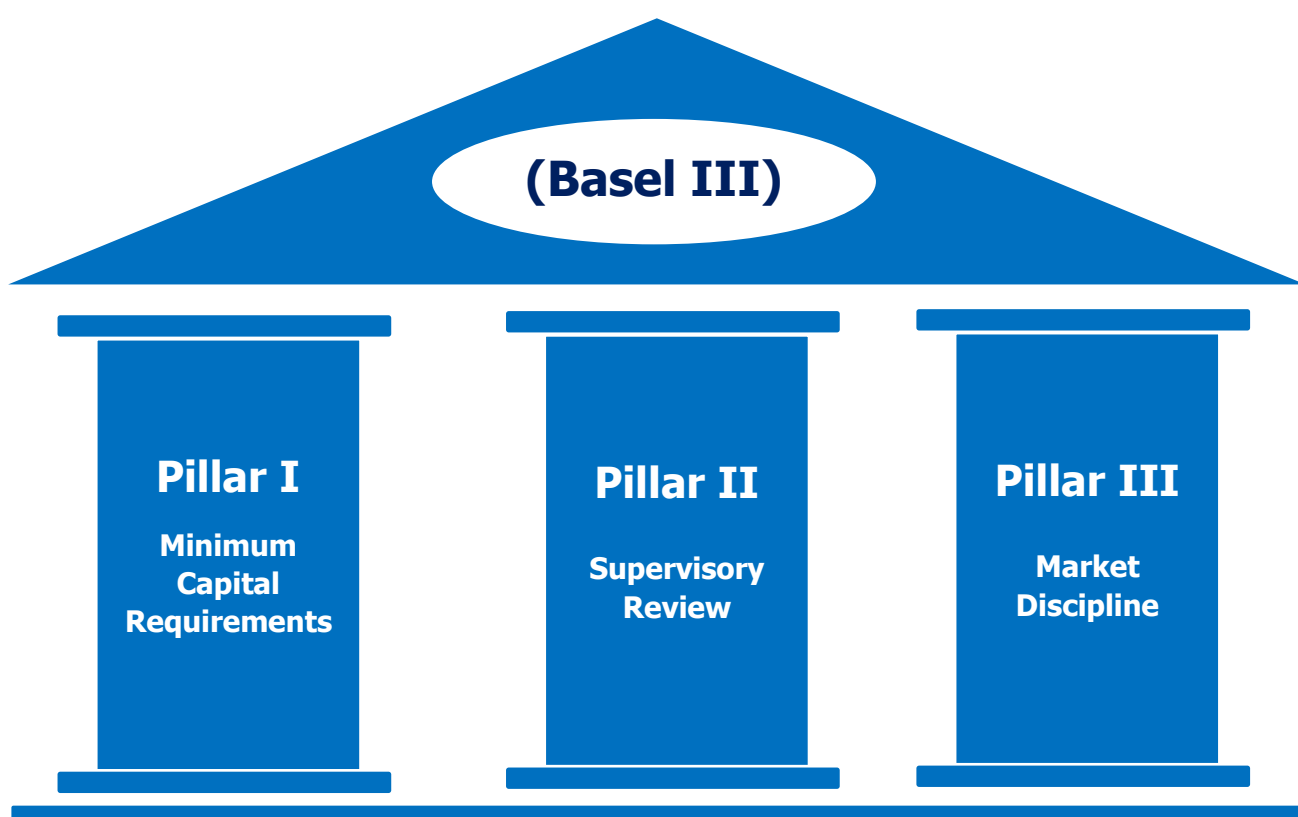 (Basel III)
Pillar I
Minimum
Capital
Requirements
Pillar II
Supervisory
Review
Pillar III
Market
Discipline